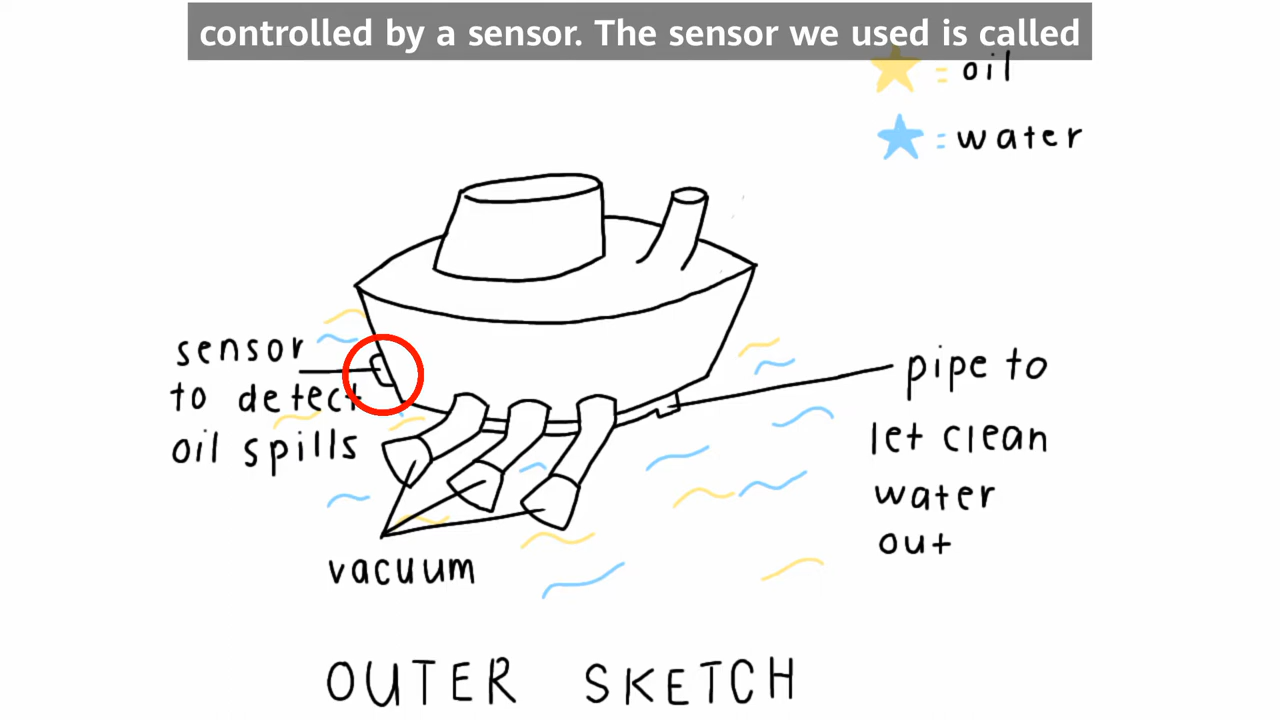 controlled by a sensor. The sensor we used is called
= oil
= water
sensor
to detect
oil spills
pipe to
let clean
water
out
vacuum
OUTER SKETCH